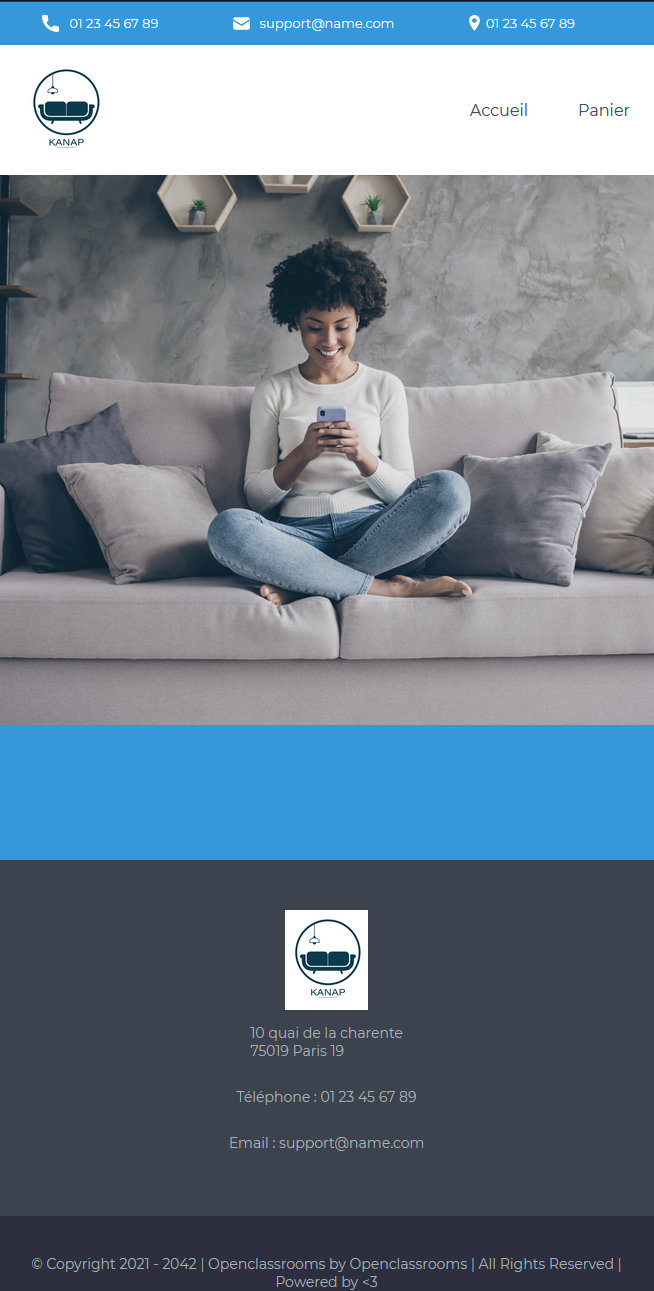 01 23 45 67 89 support@name.com 01 23 45 67 89
KANAP
Accueil Panier
KANAP
10 quai de la charente
75019 Paris 19
Téléphone : 01 23 45 67 89
Email : support@name.com
© Copyright 2021 - 2042 | Openclassrooms by Openclassrooms | All Rights Reserved |
Powered by <3